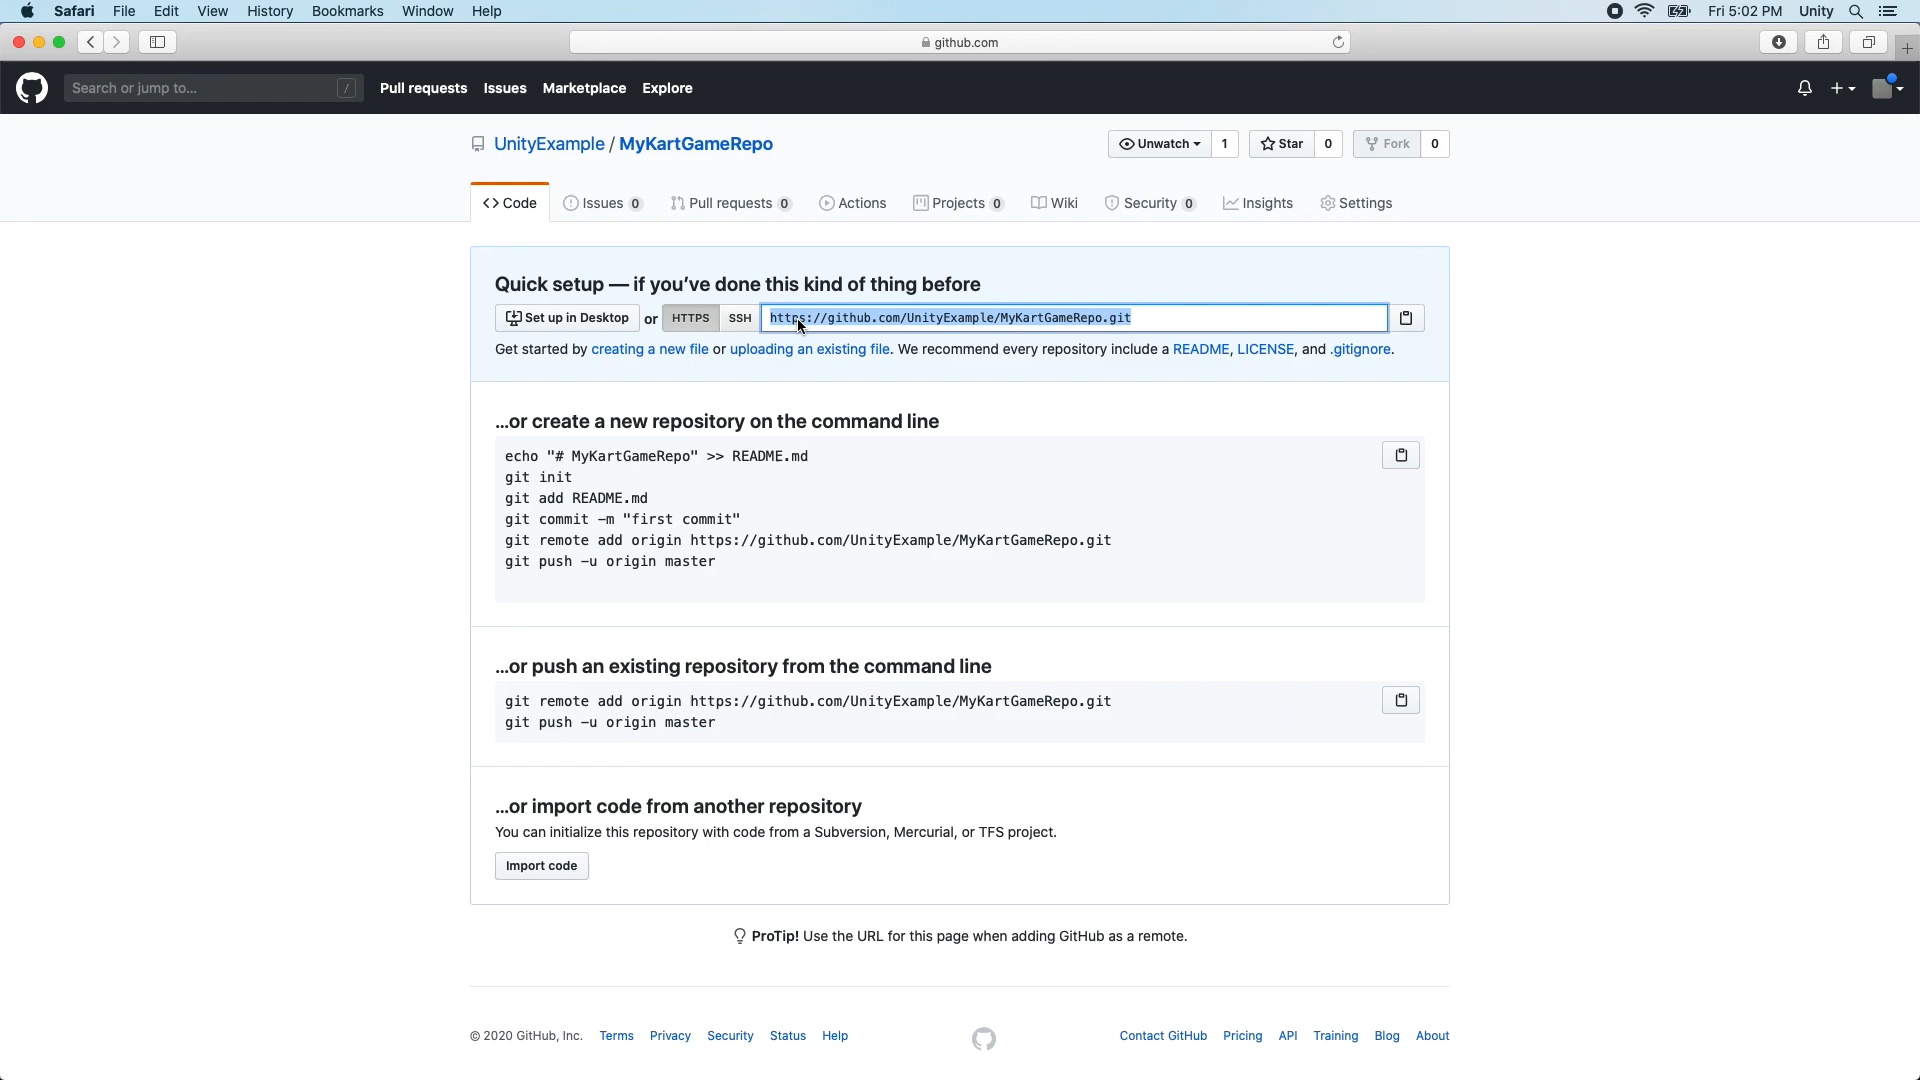 Safari File Edit View History Bookmarks Window Help Fri 5:02 PM Unity
github.com
Search or jump to... / Pull requests Issues Marketplace Explore
UnityExample / MyKartGameRepo Unwatch 1 Star 0 Fork 0
<> Code Issues 0 Pull requests 0 Actions Projects 0 Wiki Security 0 Insights Settings
Quick setup — if you've done this kind of thing before
Set up in Desktop or HTTPS SSH https://github.com/UnityExample/MyKartGameRepo.git
Get started by creating a new file or uploading an existing file. We recommend every repository include a README, LICENSE, and .gitignore.
…or create a new repository on the command line
echo "# MyKartGameRepo" >> README.md
git init
git add README.md
git commit -m "first commit"
git remote add origin https://github.com/UnityExample/MyKartGameRepo.git
git push -u origin master
…or push an existing repository from the command line
git remote add origin https://github.com/UnityExample/MyKartGameRepo.git
git push -u origin master
…or import code from another repository
You can initialize this repository with code from a Subversion, Mercurial, or TFS project.
Import code
ProTip! Use the URL for this page when adding GitHub as a remote.
© 2020 GitHub, Inc. Terms Privacy Security Status Help Contact GitHub Pricing API Training Blog About